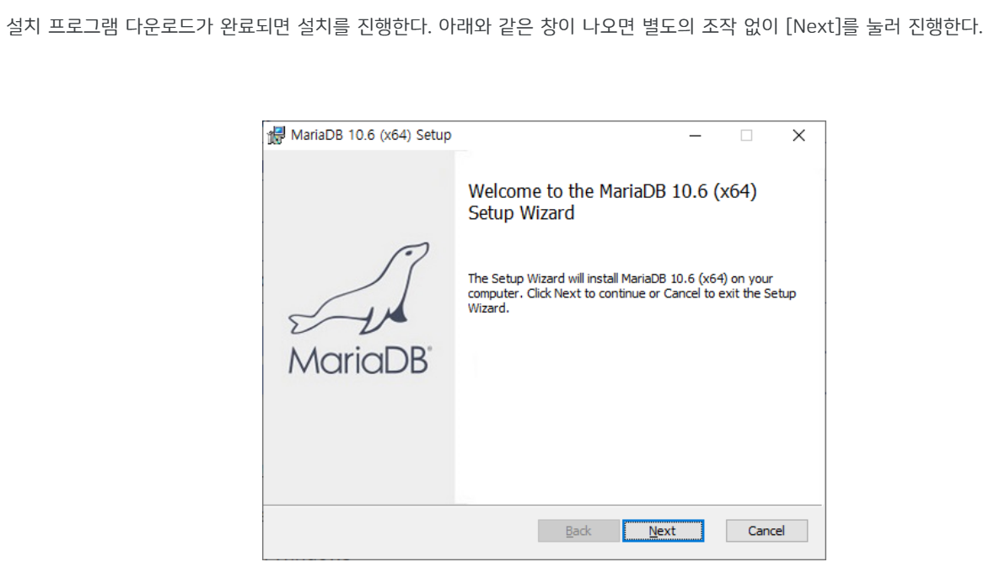 설치 프로그램 다운로드가 완료되면 설치를 진행한다. 아래와 같은 창이 나오면 별도의 조작 없이 [Next]를 눌러 진행한다.
MariaDB 10.6 (x64) Setup
Welcome to the MariaDB 10.6 (x64)
Setup Wizard
The Setup Wizard will install MariaDB 10.6 (x64) on your
computer. Click Next to continue or Cancel to exit the Setup
Wizard.
MariaDB®
Back Next Cancel